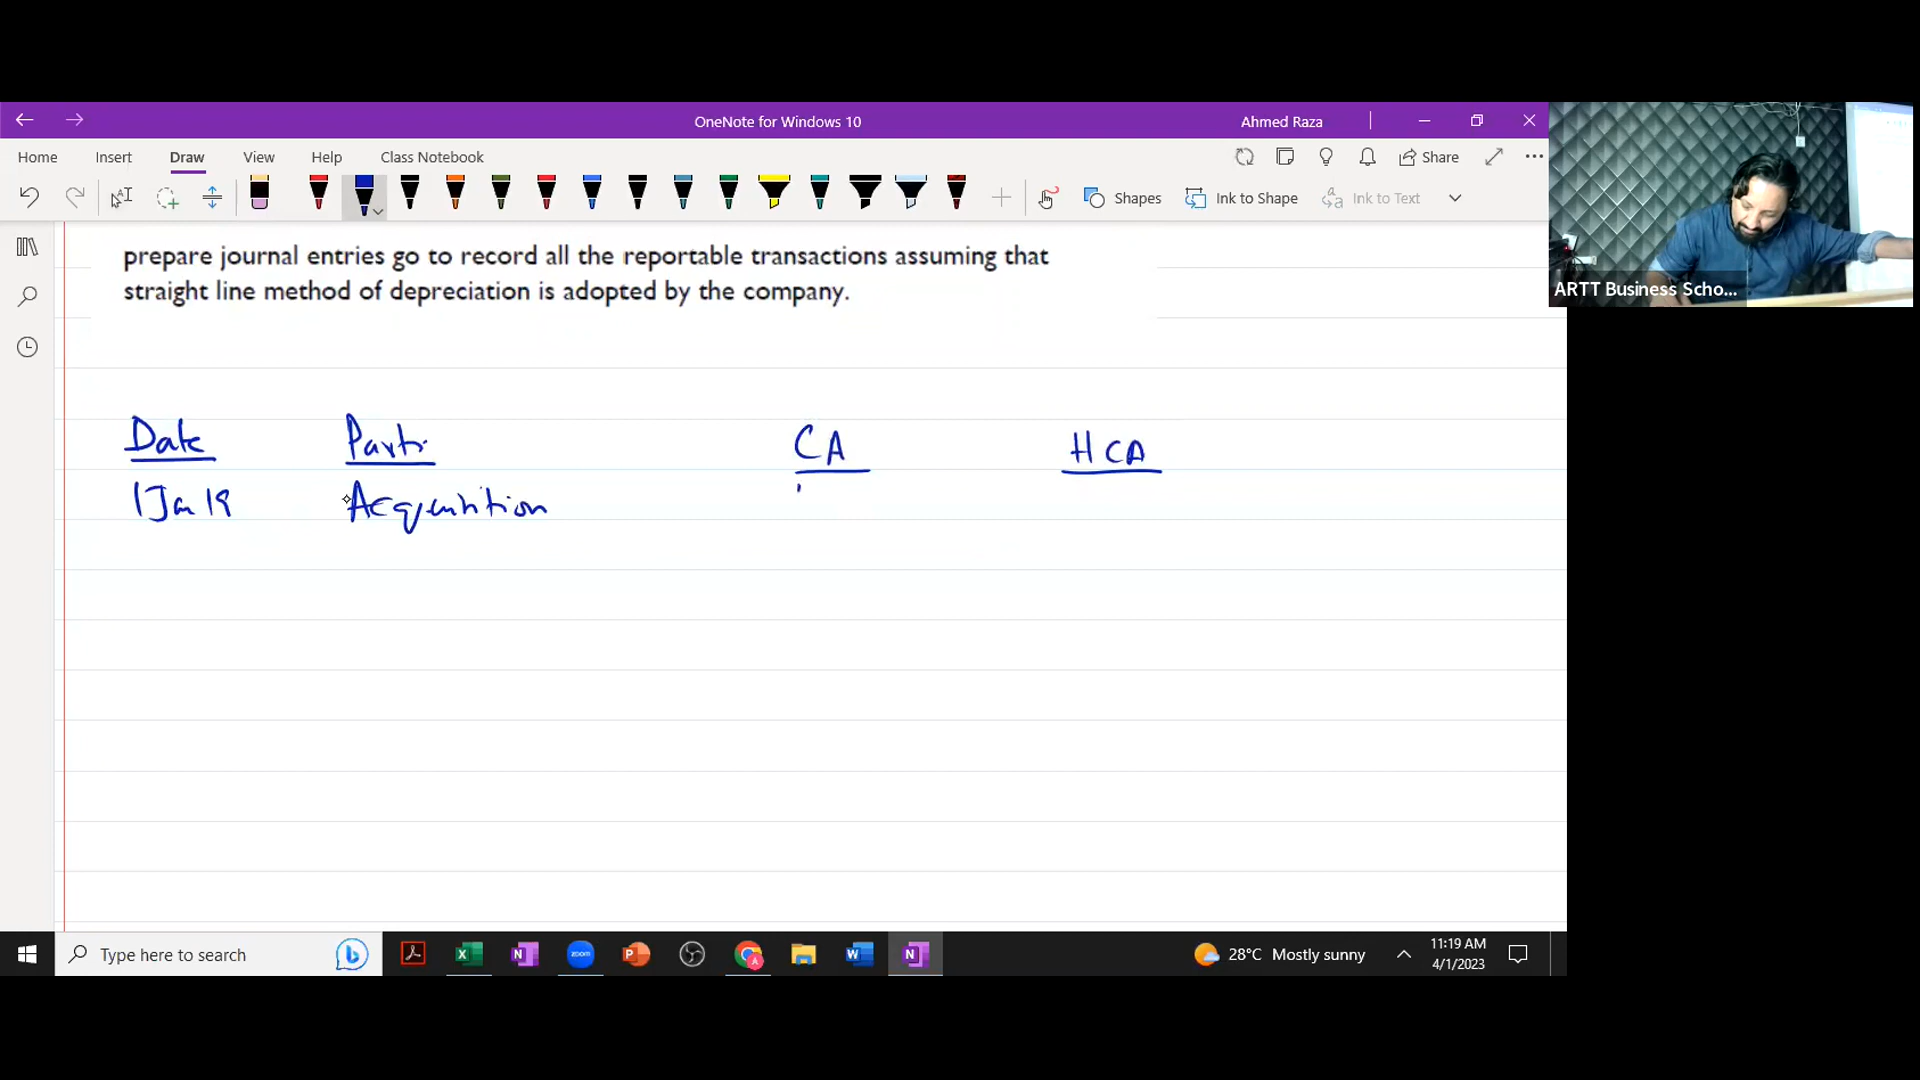 OneNote for Windows 10
Ahmed Raza
Home Insert Draw View Help Class Notebook Share
Shapes Ink to Shape Ink to Text
ARTT Business Scho...
prepare journal entries go to record all the reportable transactions assuming that
straight line method of depreciation is adopted by the company.
Date Parti CA HCA
1 Jan 19 Acquisition
Type here to search
28°C Mostly sunny
11:19 AM
4/1/2023